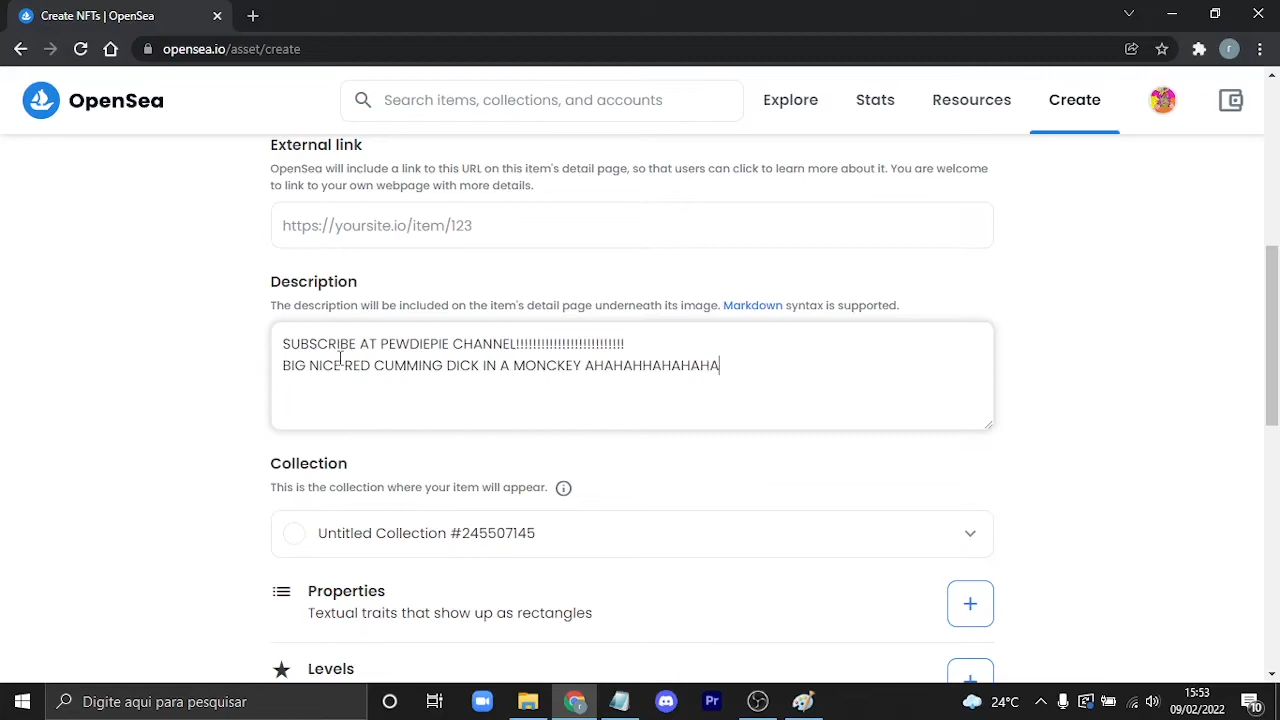 Create NFTs | OpenSea
opensea.io/asset/create
r
OpenSea
Search items, collections, and accounts
Explore
Stats
Resources
Create
External link
OpenSea will include a link to this URL on this item's detail page, so that users can click to learn more about it. You are welcome
to link to your own webpage with more details.
https://yoursite.io/item/123
Description
The description will be included on the item's detail page underneath its image. Markdown syntax is supported.
SUBSCRIBE AT PEWDIEPIE CHANNEL!!!!!!!!!!!!!!!!!!!!!!!!!!
BIG NICE RED CUMMING DICK IN A MONCKEY AHAHAHHAHAHAHA
Collection
This is the collection where your item will appear.
Untitled Collection #245507145
Properties
Textual traits that show up as rectangles
Levels
Digite aqui para pesquisar
Pr
24°C
15:53
09/02/2022
10